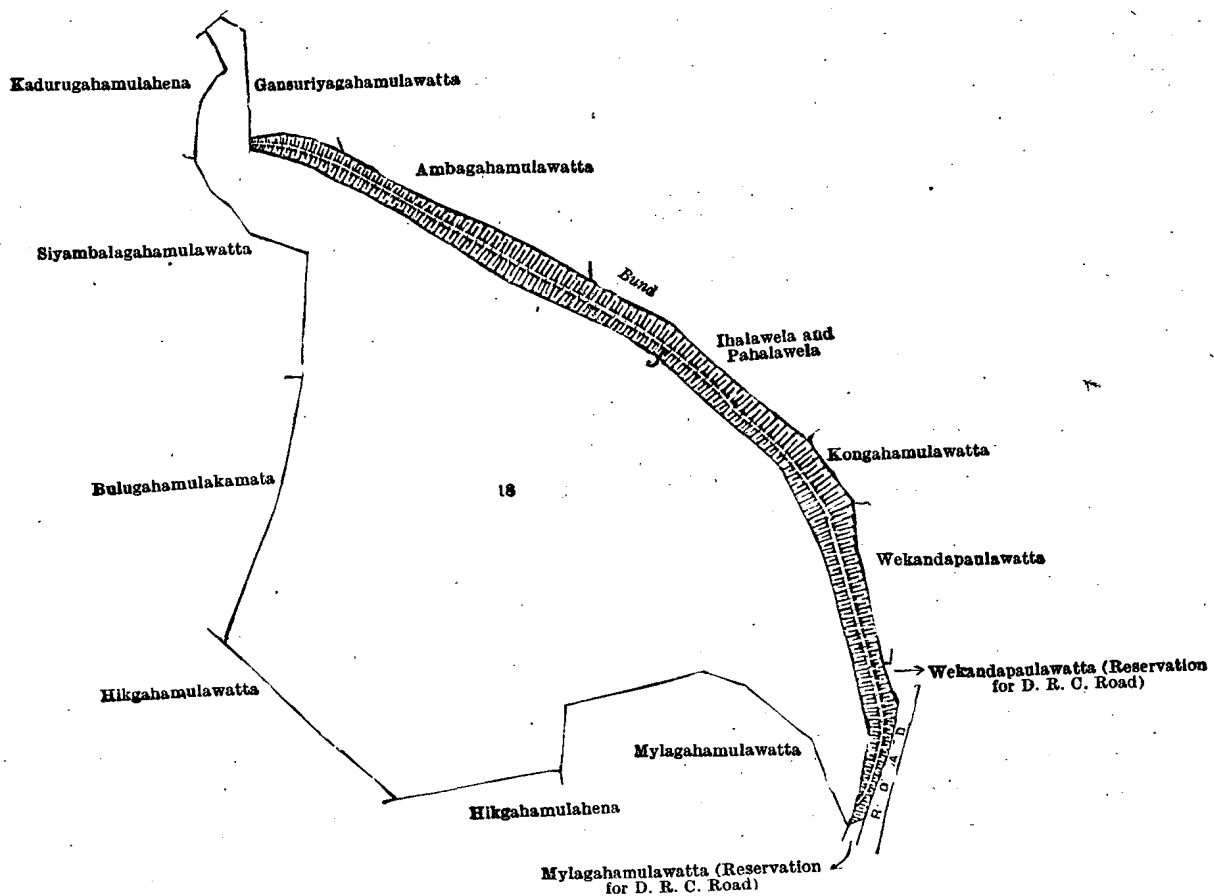 Kadurugahamulahena
Gansuriyagahamulawatta
Ambagahamulawatta
Siyambalagahamulawatta
Bund
Ihalawela and
Pahalawela
Kongahamulawatta
Bulugahamulakamata
18
Wekandapaulawatta
Wekandapaulawatta (Reservation
for D. R. C. Road)
Hikgahamulawatta
Mylagahamulawatta
ROAD
Hikgahamulahena
Mylagahamulawatta (Reservation
for D. R. C. Road)